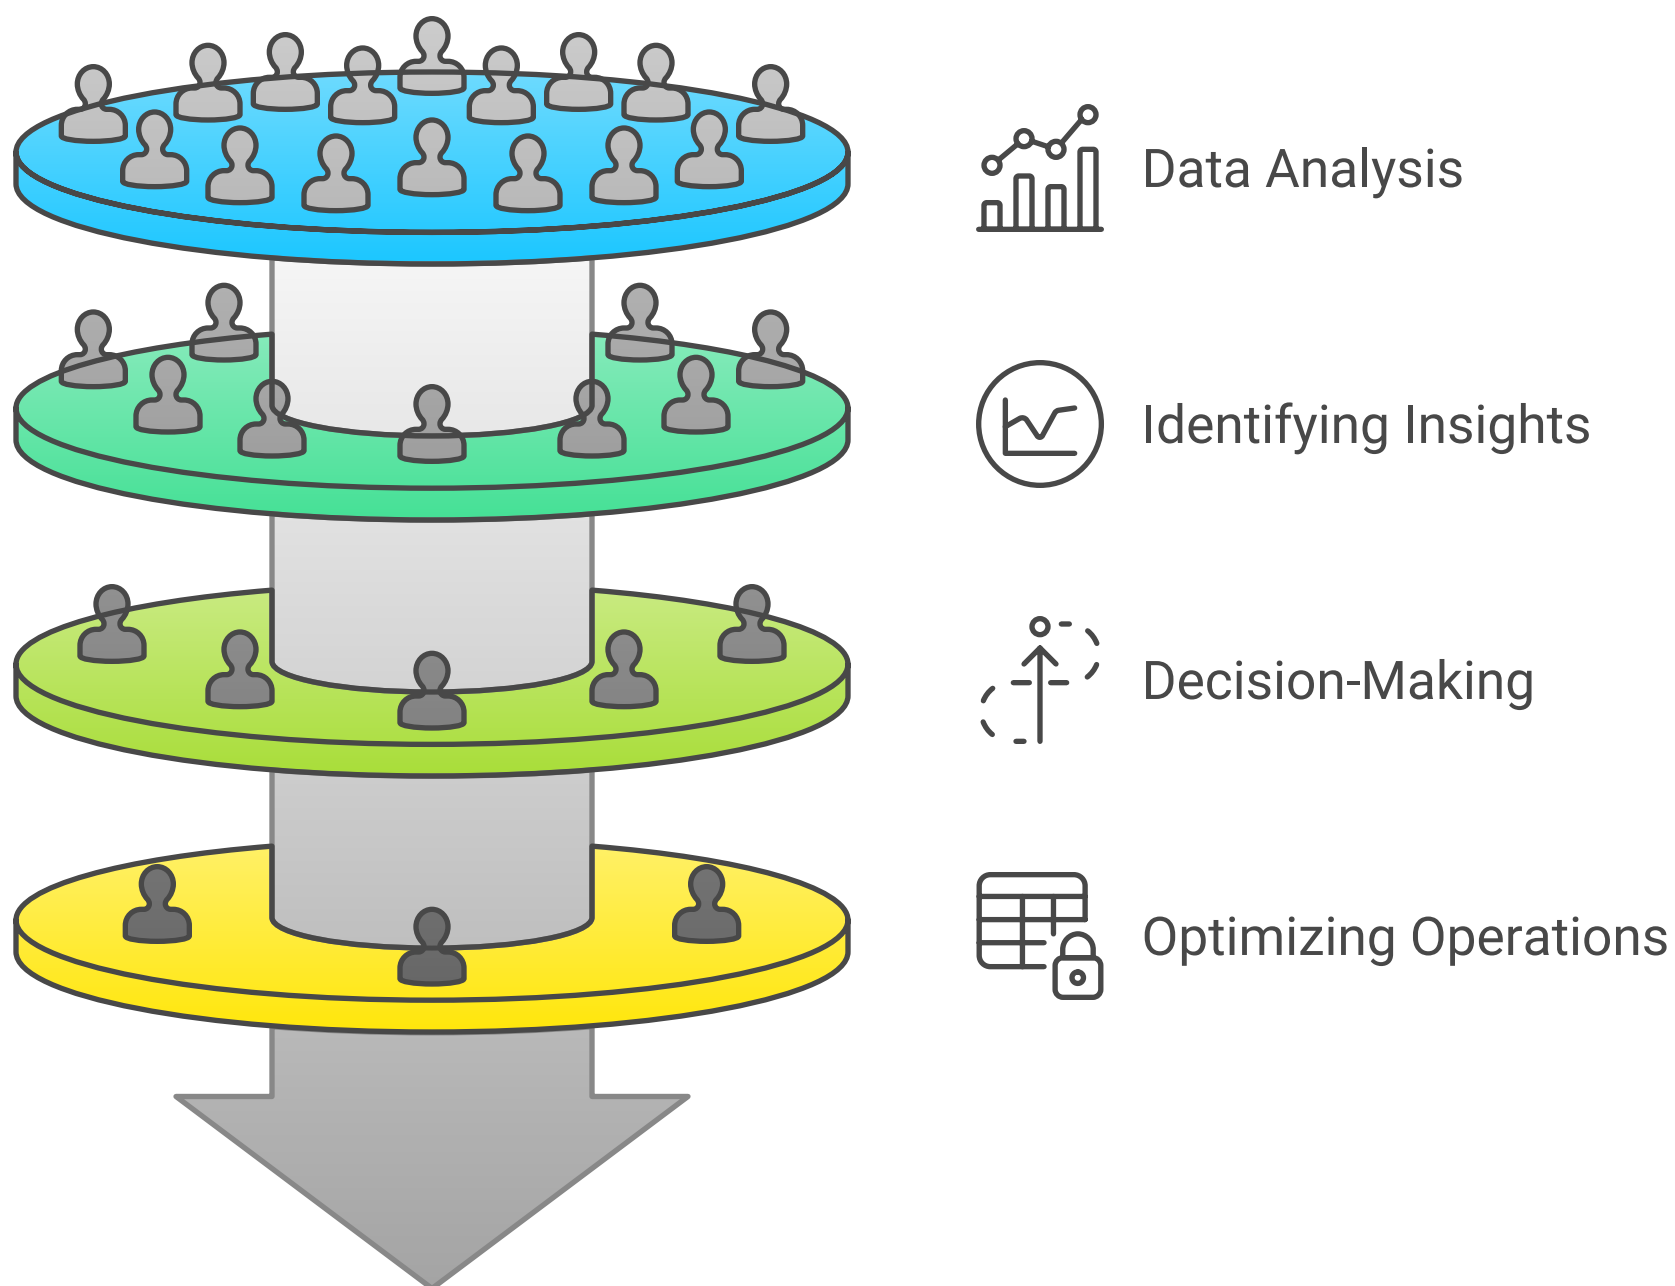 Data Analysis
Identifying Insights
Decision-Making
Optimizing Operations